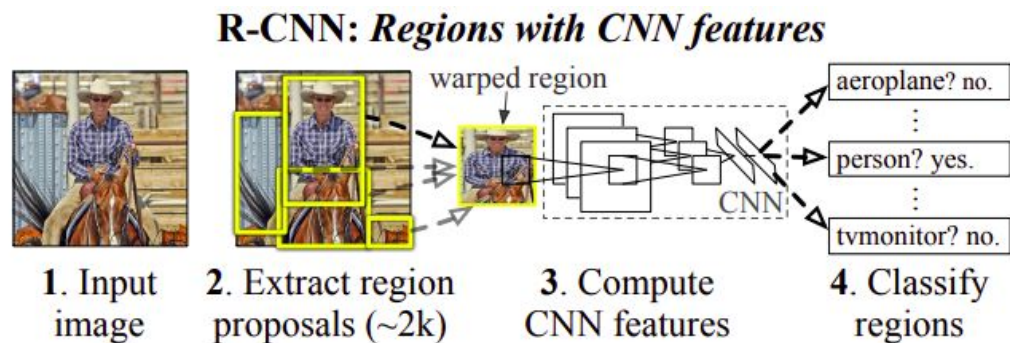 R-CNN: Regions with CNN features
warped region
aeroplane? no.
⋮
person? yes.
⋮
tvmonitor? no.
CNN
1. Input
image
2. Extract region
proposals (~2k)
3. Compute
CNN features
4. Classify
regions